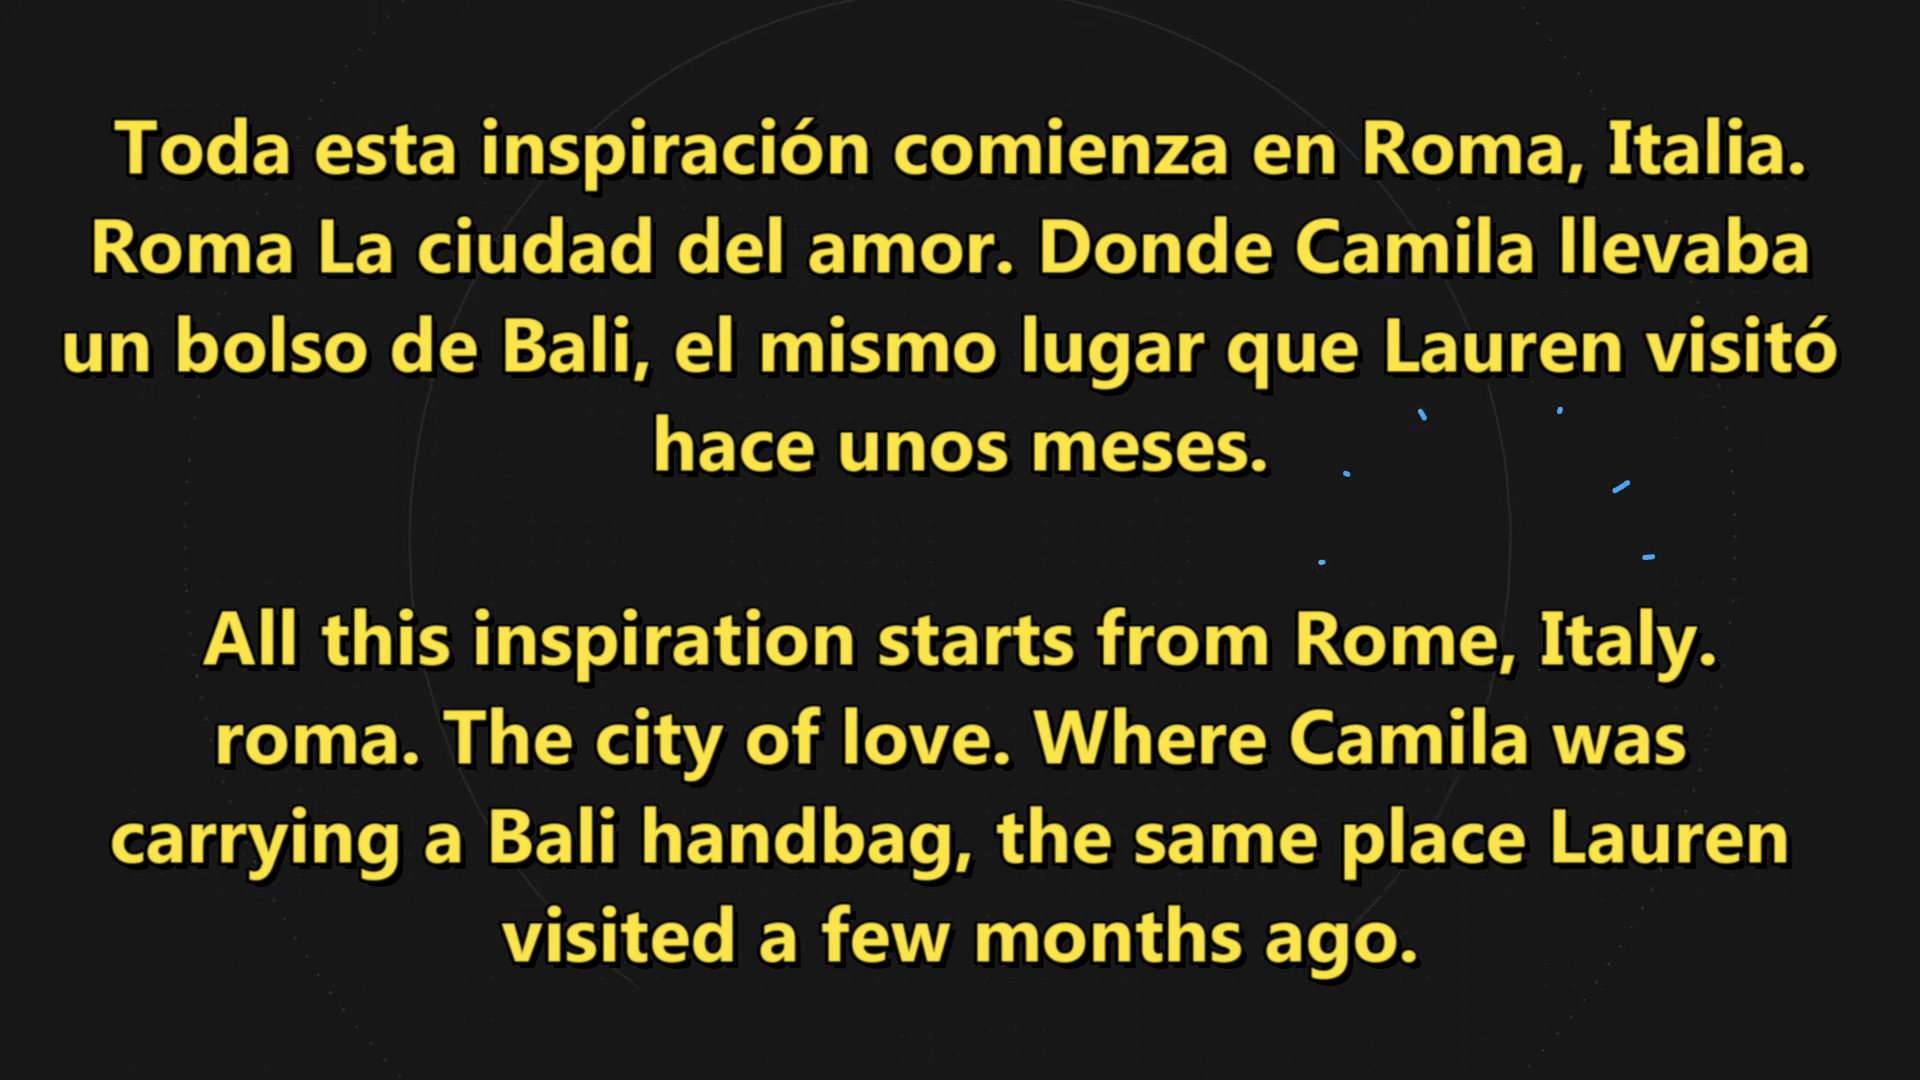 Toda esta inspiración comienza en Roma, Italia.
Roma La ciudad del amor. Donde Camila llevaba
un bolso de Bali, el mismo lugar que Lauren visitó
hace unos meses.
All this inspiration starts from Rome, Italy.
roma. The city of love. Where Camila was
carrying a Bali handbag, the same place Lauren
visited a few months ago.